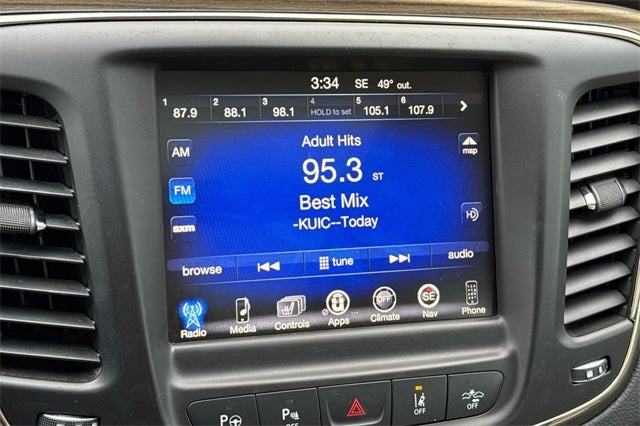 3:34 SE 49° out.
1 87.9 2 88.1 3 98.1 4 HOLD to set 5 105.1 6 107.9
Adult Hits
AM map
95.3 ST
FM
Best Mix
sxm -KUIC--Today HD
browse tune audio
Radio Media Controls Apps OFF Climate SE Nav Phone
P P OFF OFF OFF